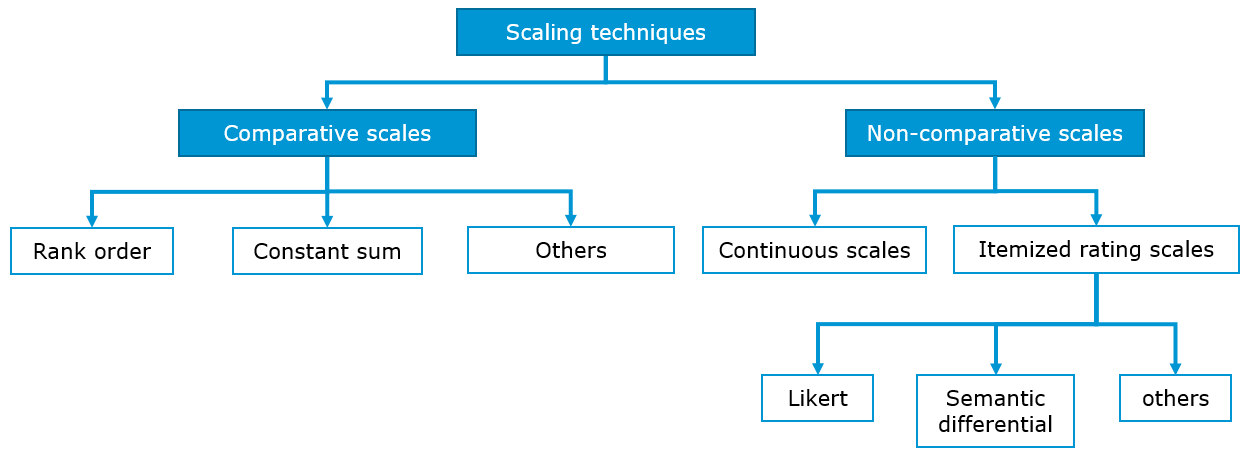 Scaling techniques
Comparative scales
Non-comparative scales
Rank order
Constant sum
Others
Continuous scales
Itemized rating scales
Likert
Semantic
differential
others